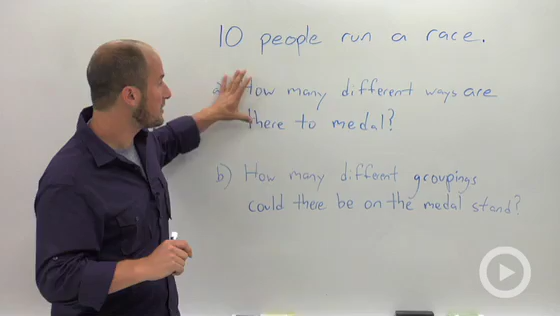 10 people run a race.
a) How many different ways are
there to medal?
b) How many different groupings
could there be on the medal stand?